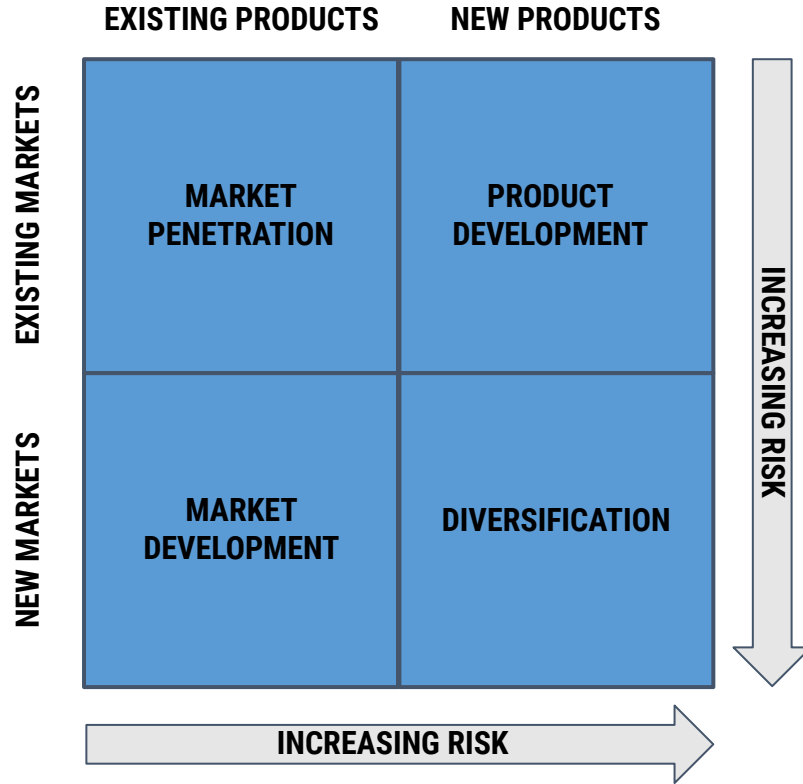 EXISTING PRODUCTS
NEW PRODUCTS
EXISTING MARKETS
MARKET
PENETRATION
PRODUCT
DEVELOPMENT
NEW MARKETS
MARKET
DEVELOPMENT
DIVERSIFICATION
INCREASING RISK
INCREASING RISK